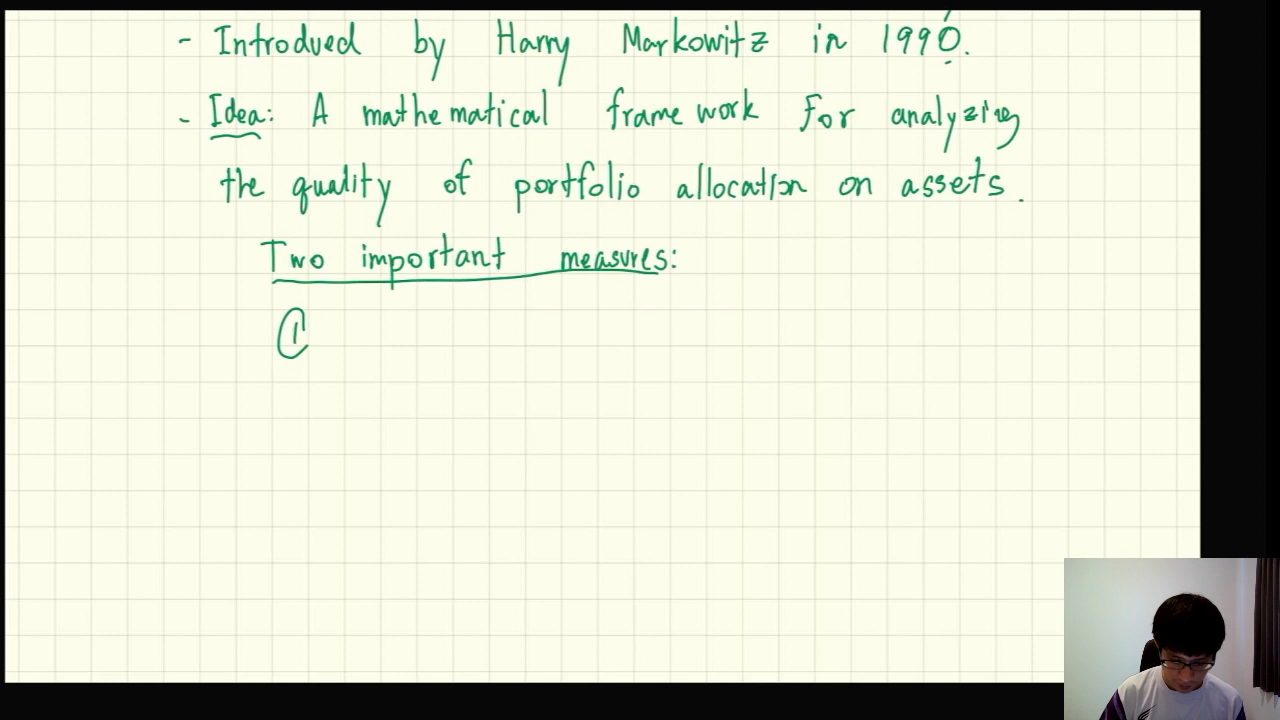 - Introdued by Harry Markowitz in 1990.
- Idea: A mathematical framework for analyzing
the quality of portfolio allocation on assets.
Two important measures:
①